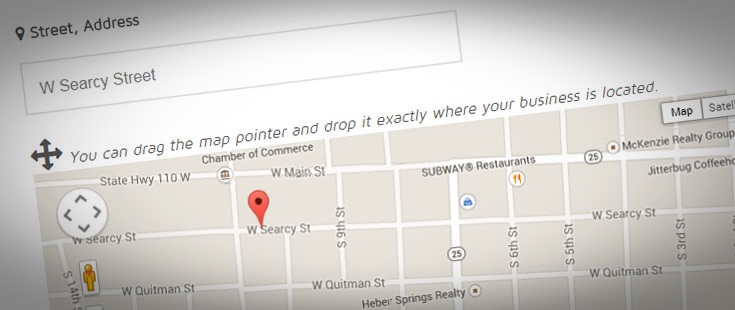 Street, Address
W Searcy Street
You can drag the map pointer and drop it exactly where your business is located.
Map
Satell
Chamber of Commerce
McKenzie Realty Group
25
State Hwy 110 W
W Main St
SUBWAY® Restaurants
Jitterbug Coffeeho
W Searcy St
W Searcy St
S 9th St
W Searcy St
S 6th St
S 5th St
S 3rd St
25
S 14th
W Quitman St
W Quitman St
W Quitman St
Heber Springs Realty